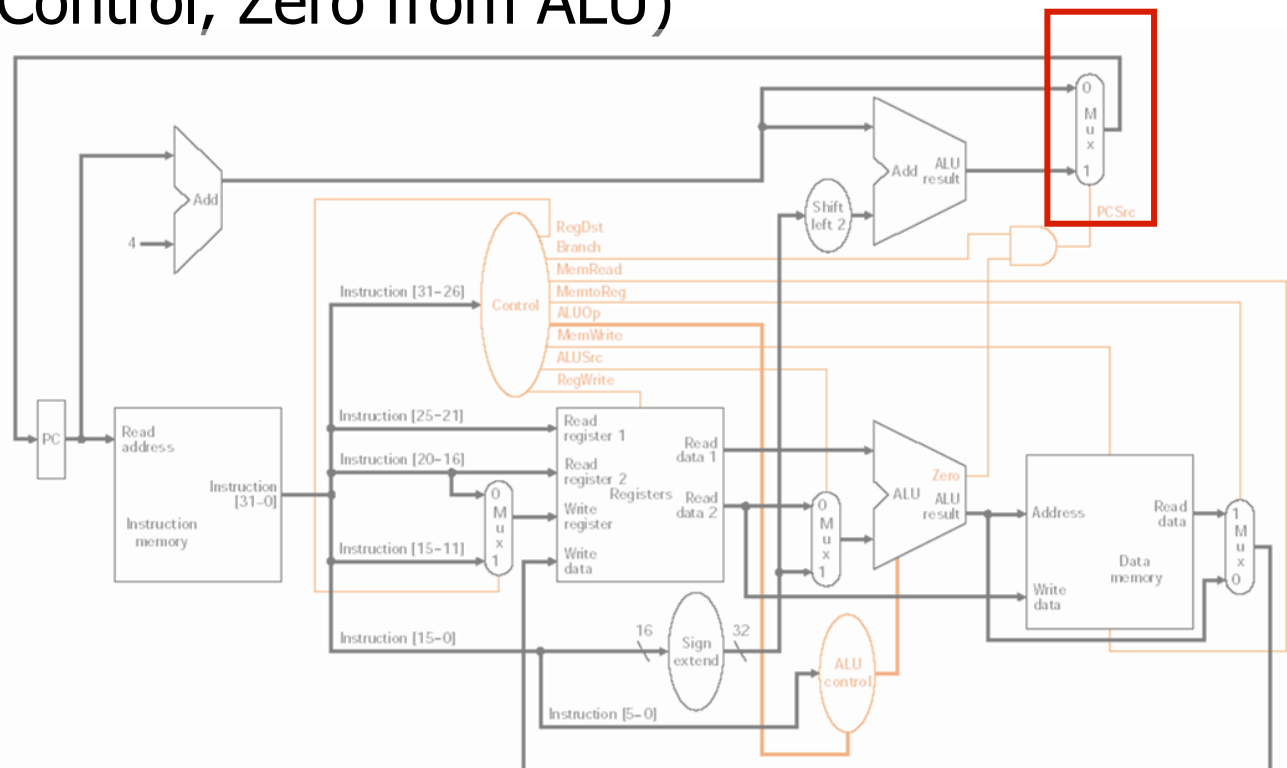 Control, Zero from ALU)
0
M
u
x
1
PCSrc
Add
ALU
result
Shift
left 2
Add
4
RegDst
Branch
MemRead
MemtoReg
ALUOp
MemWrite
ALUSrc
RegWrite
Control
Instruction [31–26]
Instruction [25–21]
Instruction [20–16]
Instruction [15–11]
Instruction [15–0]
Instruction [5–0]
PC
Read
address
Instruction
[31–0]
Instruction
memory
0
M
u
x
1
Read
register 1
Read
register 2
Write
register
Write
data
Registers
Read
data 1
Read
data 2
0
M
u
x
1
Zero
ALU
ALU
result
Address
Write
data
Read
data
Data
memory
1
M
u
x
0
16
Sign
extend
32
ALU
control